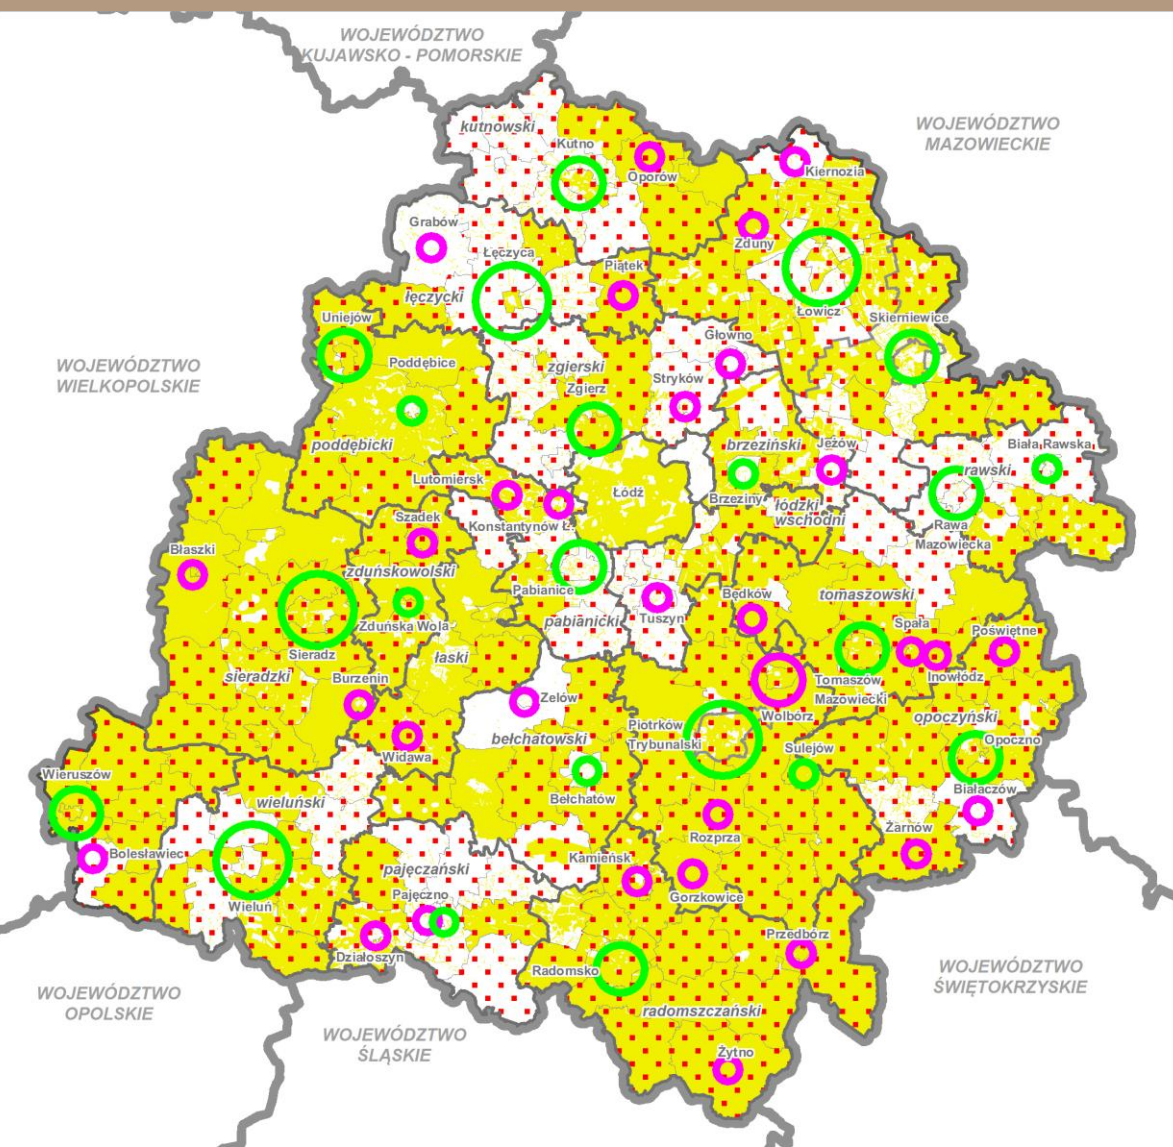 WOJEWÓDZTWO
KUJAWSKO - POMORSKIE
WOJEWÓDZTWO
MAZOWIECKIE
kutnowski
Kutno
Oporów
Kiernozia
Grabów
Łęczyca
Zduny
Piątek
łęczycki
Łowicz
Uniejów
Skierniewice
Głowno
WOJEWÓDZTWO
WIELKOPOLSKIE
Poddębice
zgierski
Stryków
Zgierz
poddębicki
brzeziński
Jeżów
Biała Rawska
rawski
Lutomiersk
Łódź
Brzeziny
łódzki
wschodni
Szadek
Konstantynów Ł.
Rawa
Mazowiecka
Błaszki
zduńskowolski
Pabianice
Będków
tomaszowski
Zduńska Wola
pabianicki
Tuszyn
Spała
Poświętne
Sieradz
łaski
Inowłódz
sieradzki
Burzenin
Tomaszów
Mazowiecki
Zelów
Wolbórz
opoczyński
Piotrków
Trybunalski
bełchatowski
Sulejów
Opoczno
Widawa
Wieruszów
Bełchatów
Białaczów
wieluński
Żarnów
Rozprza
Bolesławiec
Kamieńsk
pajęczański
Pajęczno
Gorzkowice
Wieluń
Przedbórz
Działoszyn
Radomsko
WOJEWÓDZTWO
ŚWIĘTOKRZYSKIE
WOJEWÓDZTWO
OPOLSKIE
radomszczański
WOJEWÓDZTWO
ŚLĄSKIE
Żytno